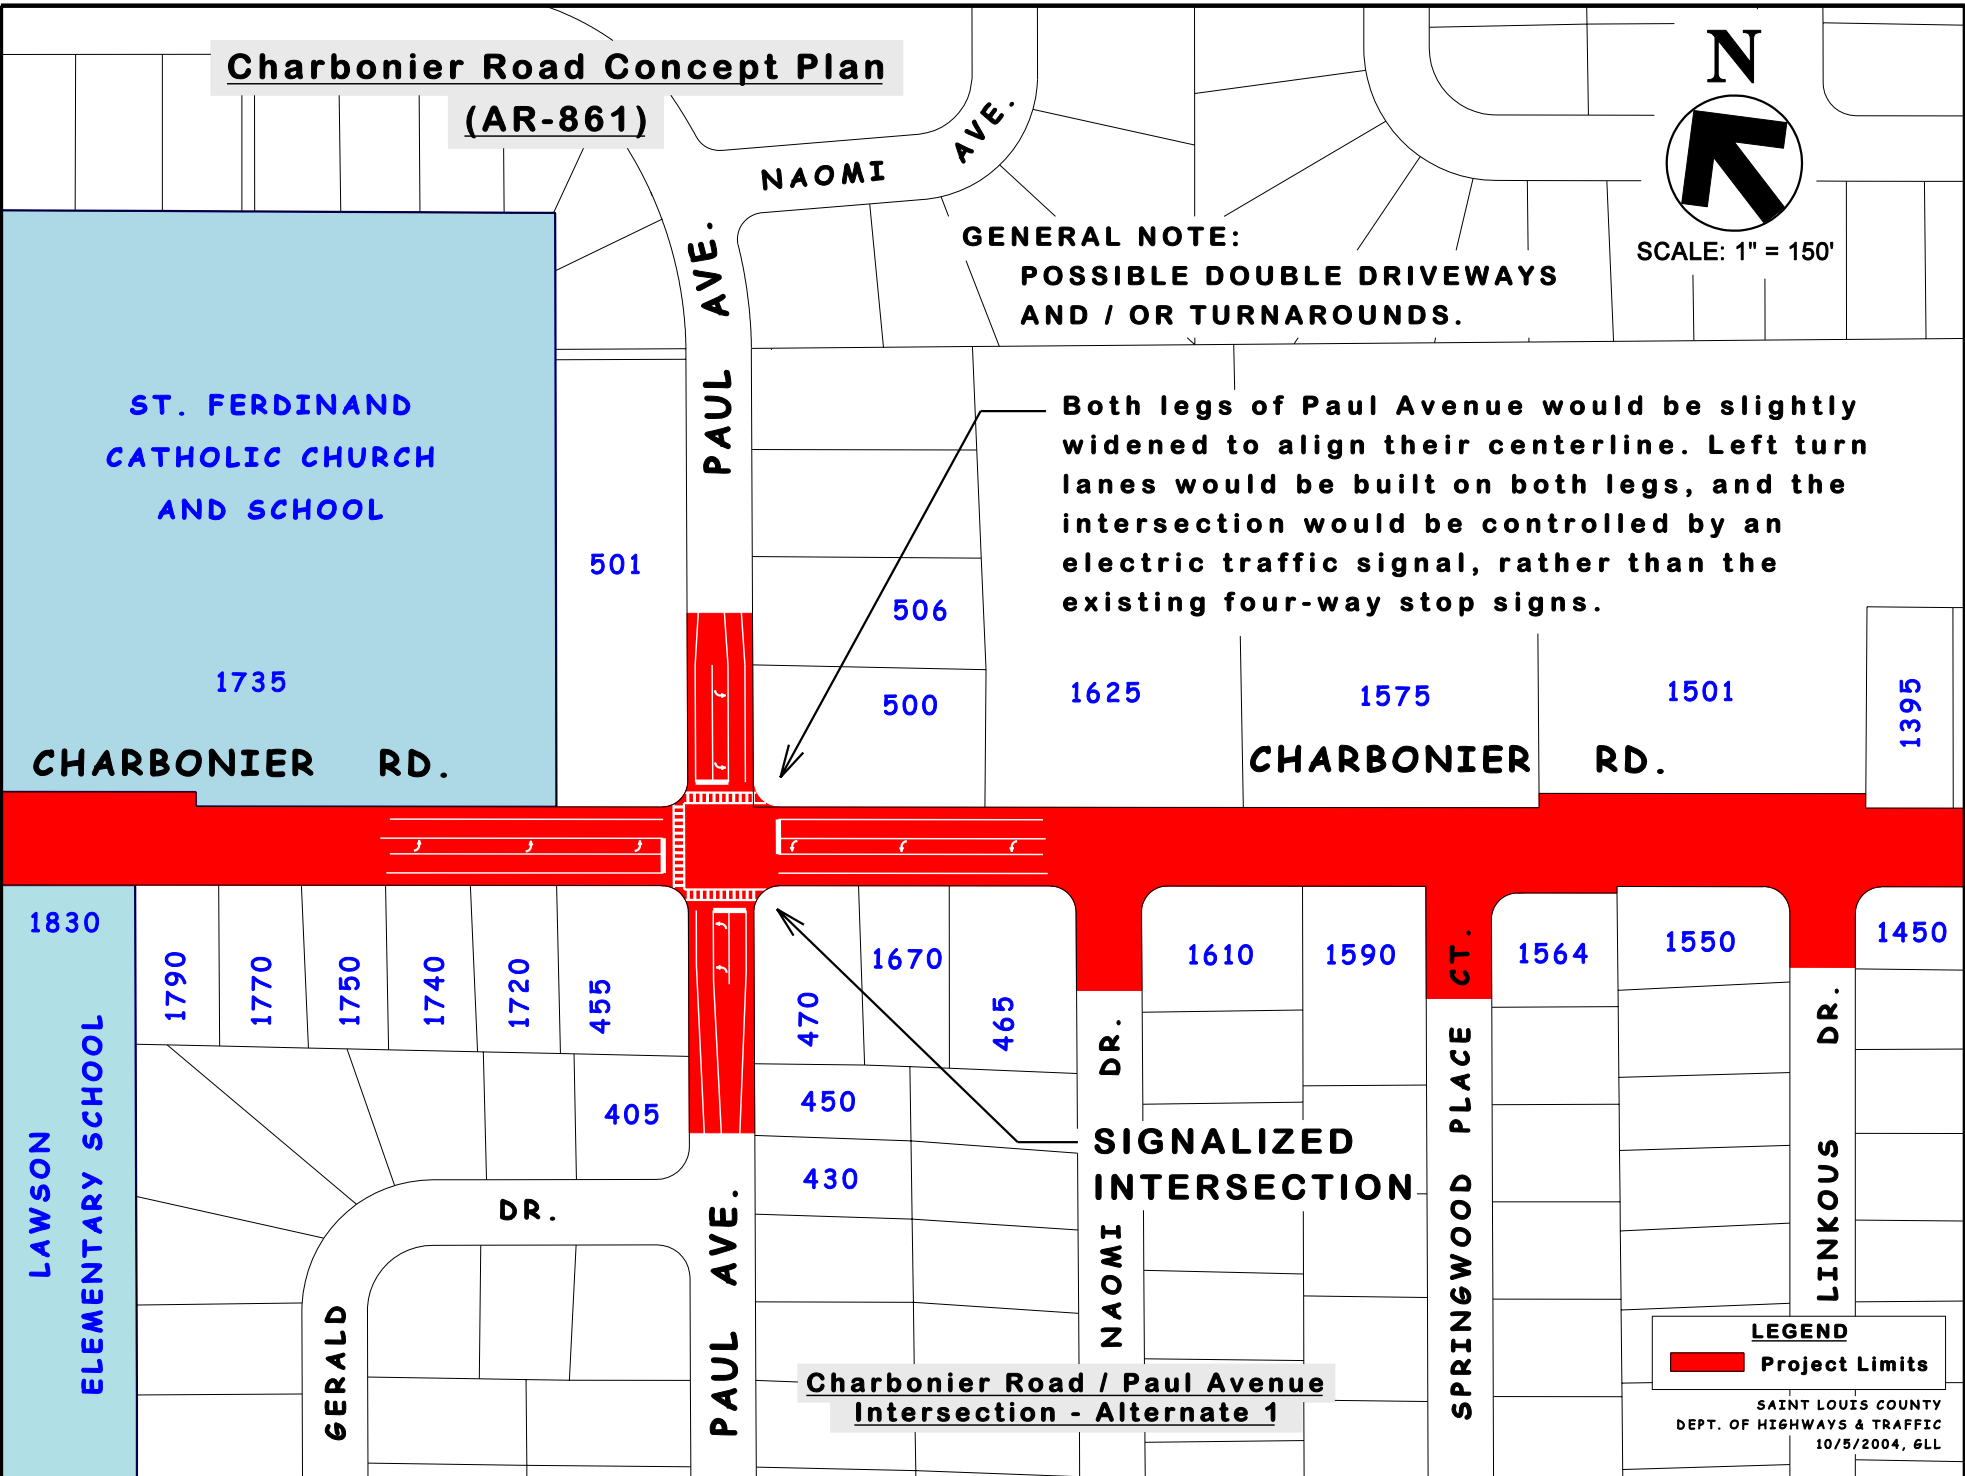 Charbonier Road Concept Plan
(AR-861)
N
SCALE: 1" = 150'
NAOMI AVE.
PAUL AVE.
GENERAL NOTE:
POSSIBLE DOUBLE DRIVEWAYS
AND / OR TURNAROUNDS.
ST. FERDINAND
CATHOLIC CHURCH
AND SCHOOL
1735
501
506
500
Both legs of Paul Avenue would be slightly
widened to align their centerline. Left turn
lanes would be built on both legs, and the
intersection would be controlled by an
electric traffic signal, rather than the
existing four-way stop signs.
1625
1575
1501
1395
CHARBONIER RD.
CHARBONIER RD.
1830
LAWSON
ELEMENTARY SCHOOL
1790
1770
1750
1740
1720
455
470
1670
465
1610
1590
1564
1550
1450
405
450
430
SIGNALIZED
INTERSECTION
GERALD DR.
PAUL AVE.
PAUL AVE.
NAOMI DR.
SPRINGWOOD PLACE CT.
LINKOUS DR.
Charbonier Road / Paul Avenue
Intersection - Alternate 1
LEGEND
Project Limits
SAINT LOUIS COUNTY
DEPT. OF HIGHWAYS & TRAFFIC
10/5/2004, GLL